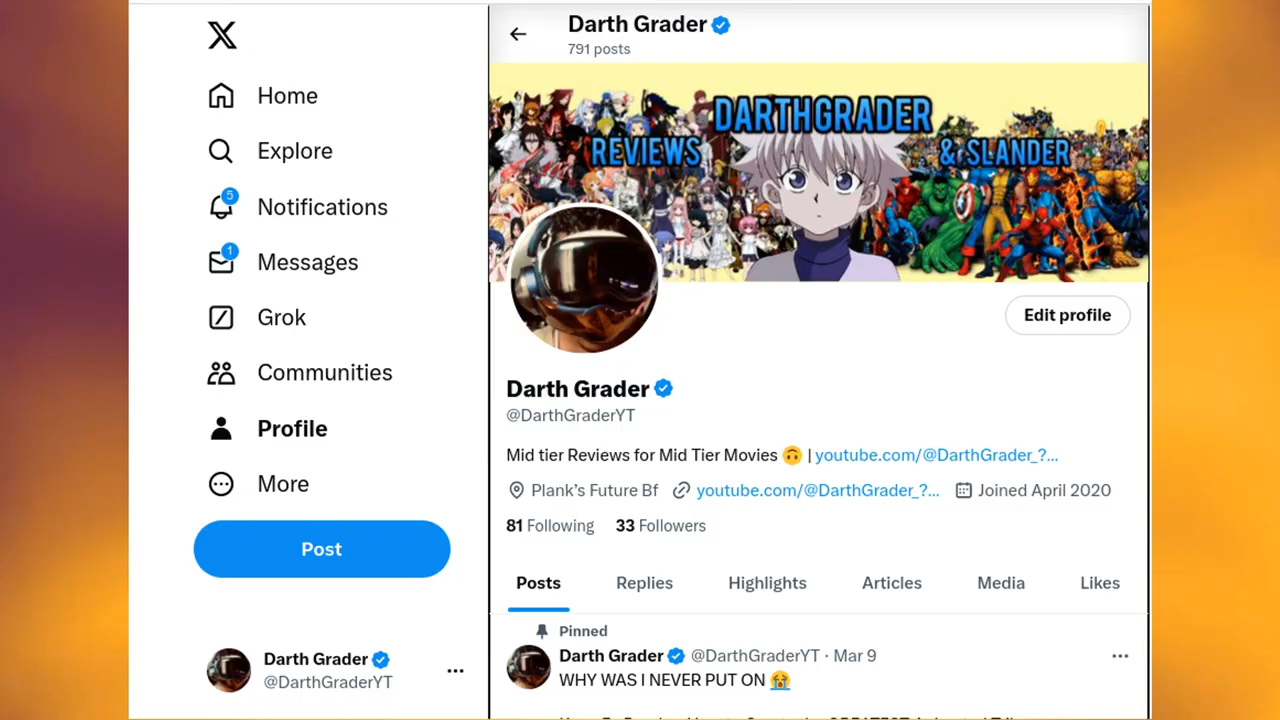 Darth Grader
791 posts
DARTHGRADER
REVIEWS & SLANDER
X
Home
Explore
5
Notifications
1
Messages
Grok
Communities
Profile
More
Post
Darth Grader
@DarthGraderYT
Edit profile
Darth Grader
@DarthGraderYT
Mid tier Reviews for Mid Tier Movies 🙃 | youtube.com/@DarthGrader_?...
Plank's Future Bf youtube.com/@DarthGrader_?... Joined April 2020
81 Following 33 Followers
Posts Replies Highlights Articles Media Likes
Pinned
Darth Grader @DarthGraderYT · Mar 9
WHY WAS I NEVER PUT ON 😭